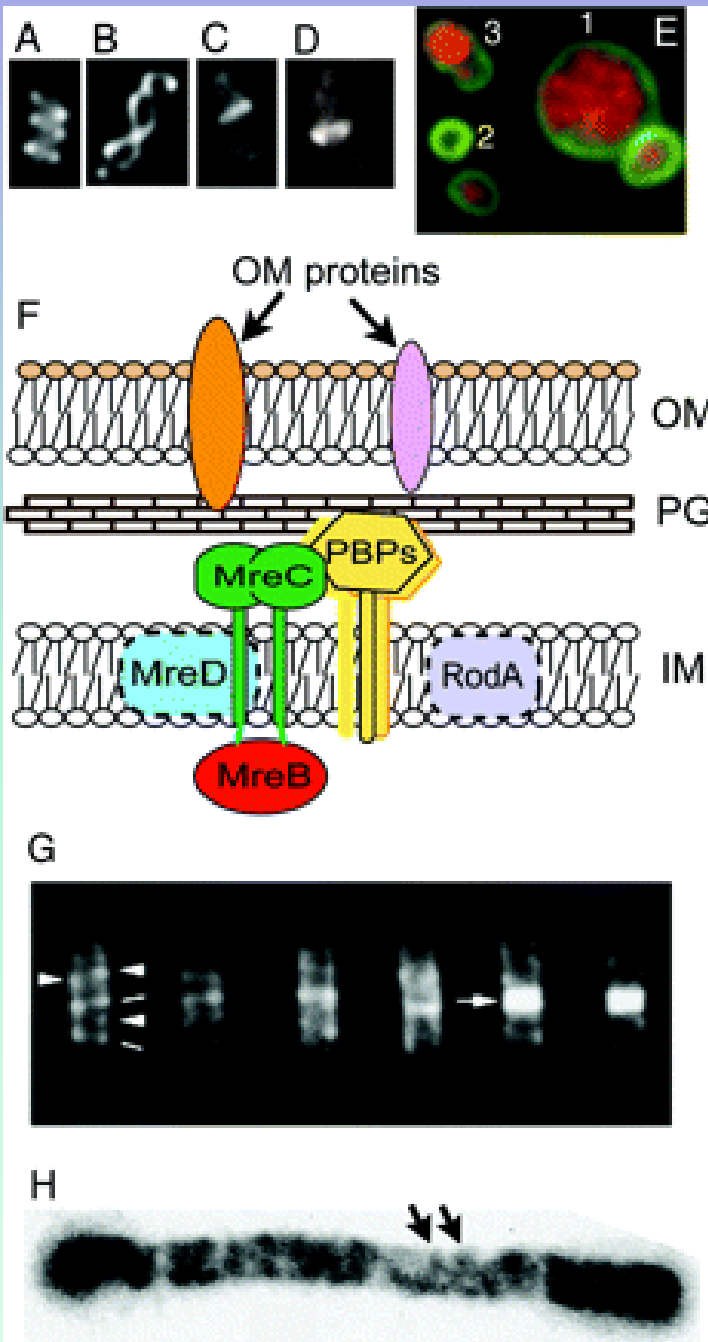 A B C D E
3 1
2
OM proteins
F
OM
PG
PBPs
MreC
MreD RodA IM
MreB
G
H